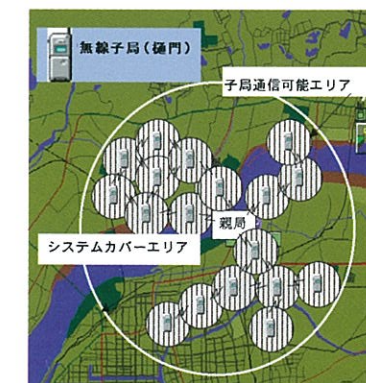 無線子局(樋門)
子局通信可能エリア
親局
システムカバーエリア